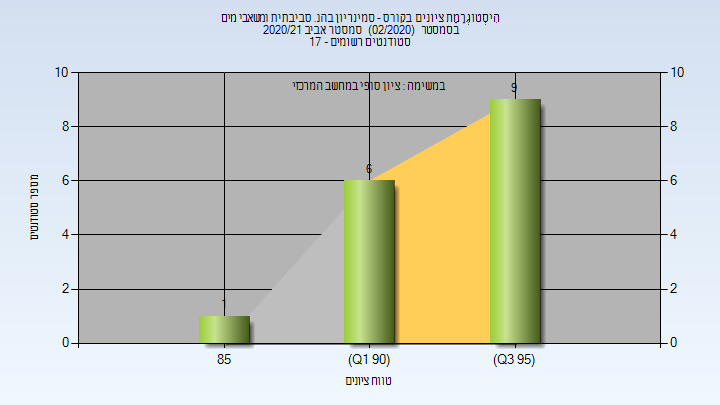 היסטוגרמת ציונים בקורס - סמינריון בהנ. סביבתית ומשאבי מים
בסמסטר (02/2020) סמסטר אביב 2020/21
סטודנטים רשומים - 17
במשימה : ציון סופי במחשב המרכזי
מספר סטודנטים
10 10
8 8
6 6
4 4
2 2
0 0
1 6 9
85 (Q1 90) (Q3 95)
טווח ציונים